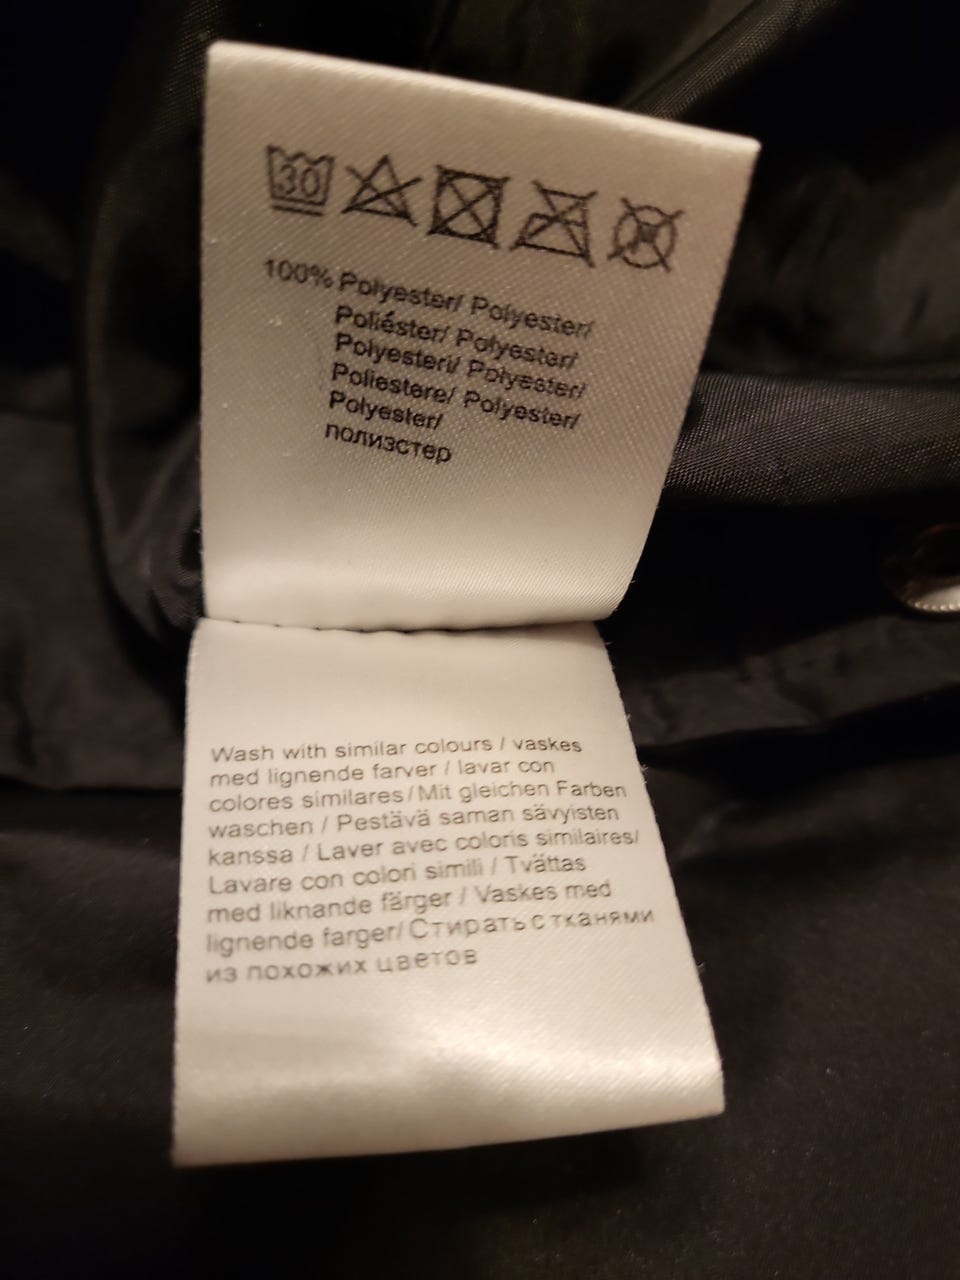 30
100% Polyester/ Polyester/
Poliéster/ Polyester/
Polyesteri/ Polyester/
Poliestere/ Polyester/
Polyester/
полизстер
Wash with similar colours / vaskes
med lignende farver / lavar con
colores similares/Mit gleichen Farben
waschen / Pestävä saman sävyisten
kanssa / Laver avec coloris similaires/
Lavare con colori simili / Tvättas
med liknande färger / Vaskes med
lignende farger/ Стирать с тканями
из похожих цветов